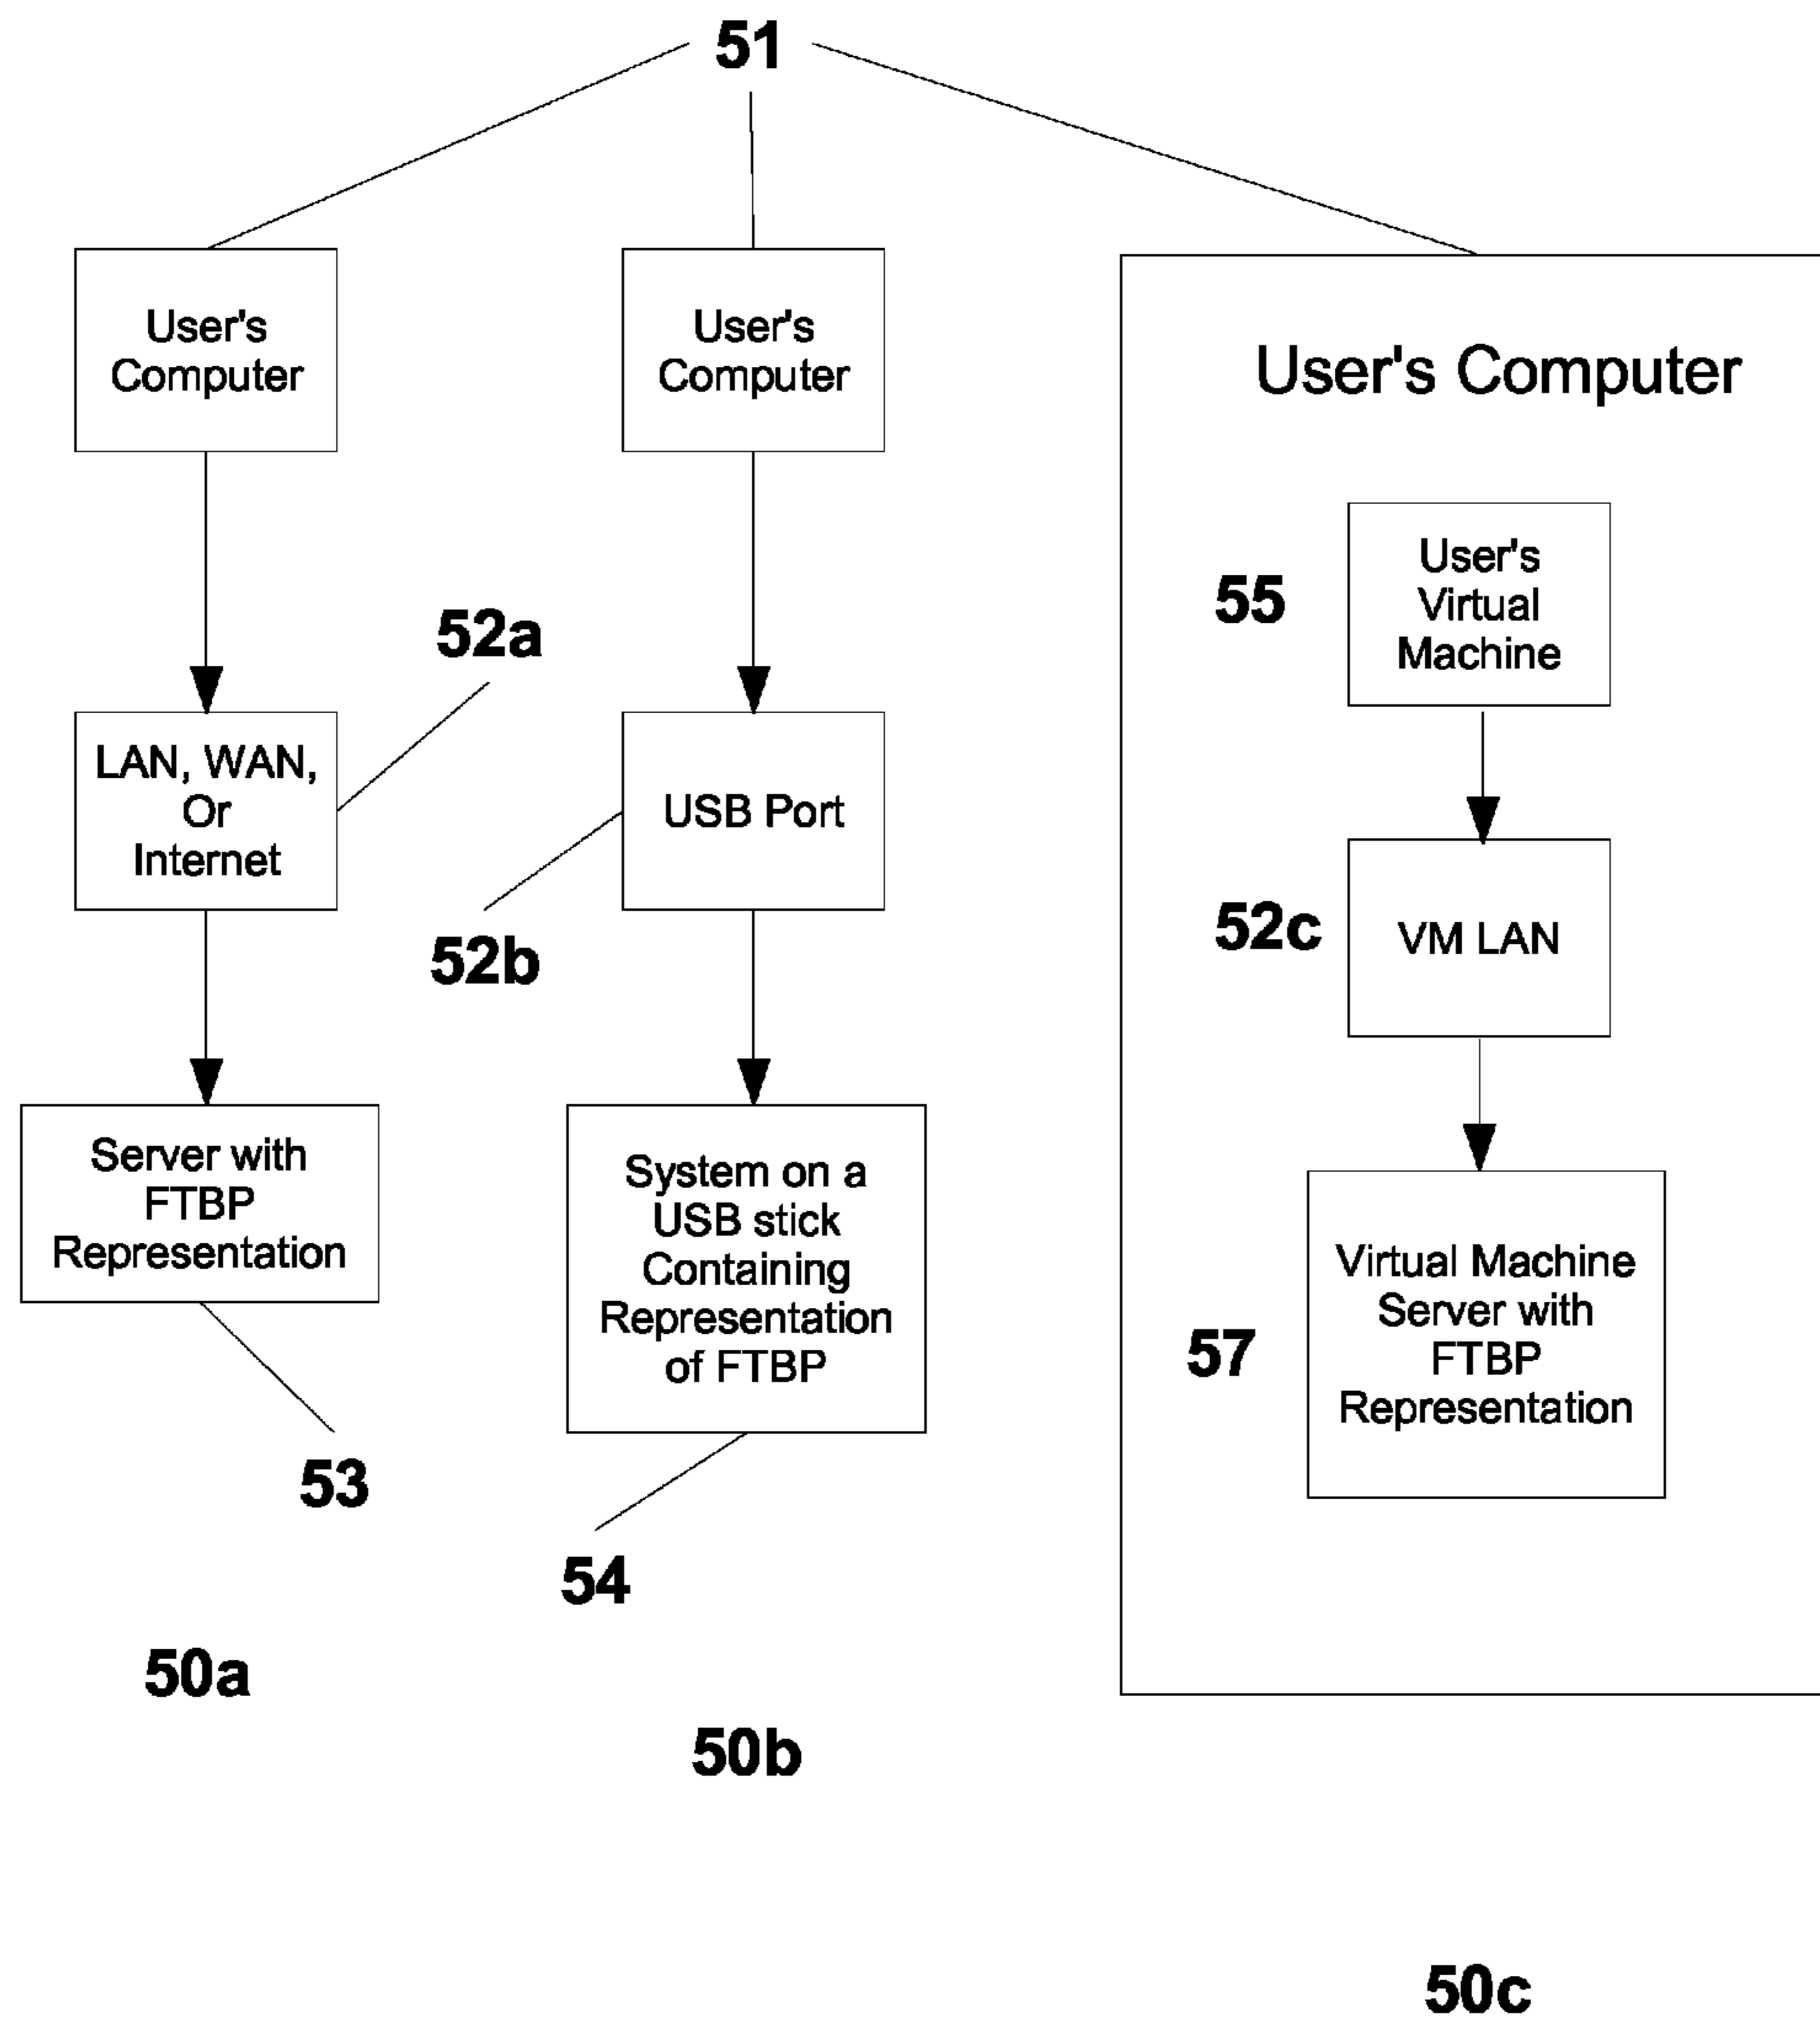 51
User's
Computer
User's
Computer
User's Computer
LAN, WAN,
Or
Internet
52a
USB Port
52b
User's
Virtual
Machine
55
VM LAN
52c
Server with
FTBP
Representation
53
System on a
USB stick
Containing
Representation
of FTBP
54
Virtual Machine
Server with
FTBP
Representation
57
50a
50b
50c